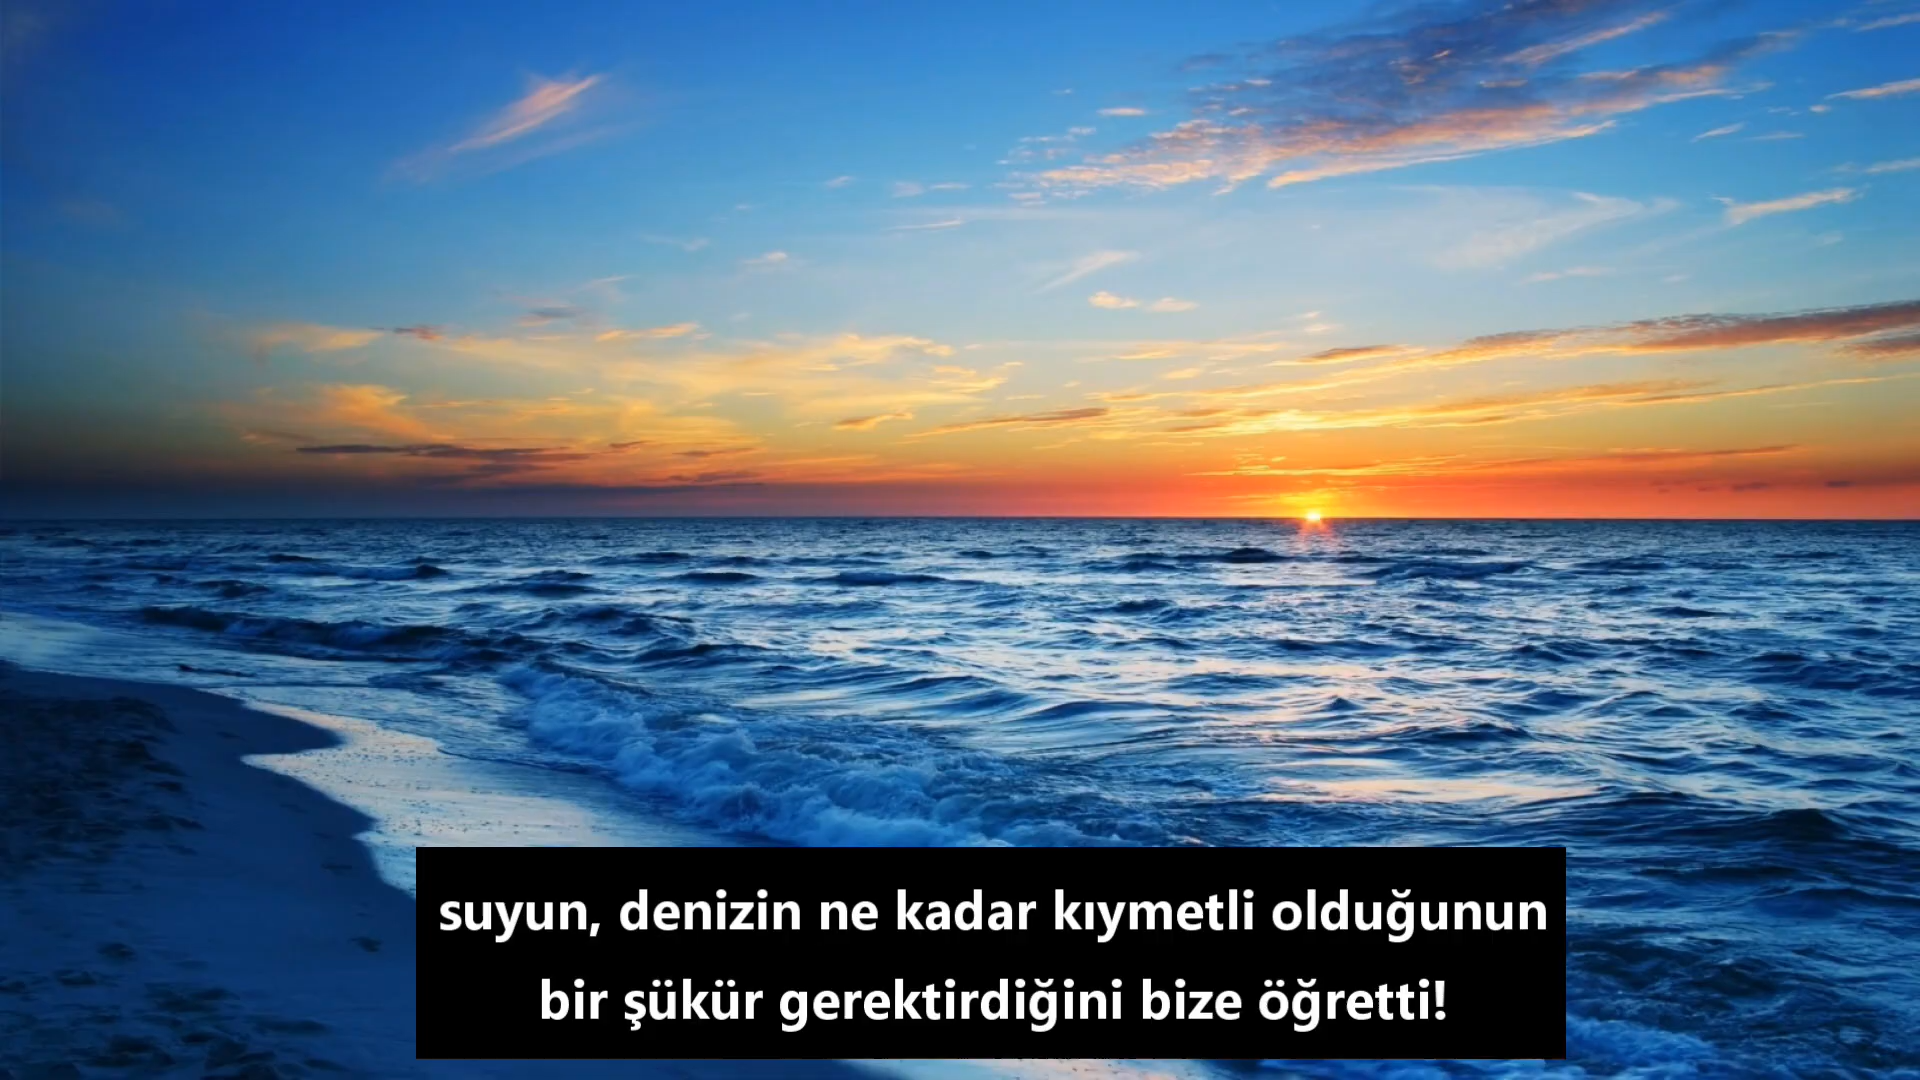 suyun, denizin ne kadar kıymetli olduğunun
bir şükür gerektirdiğini bize öğretti!